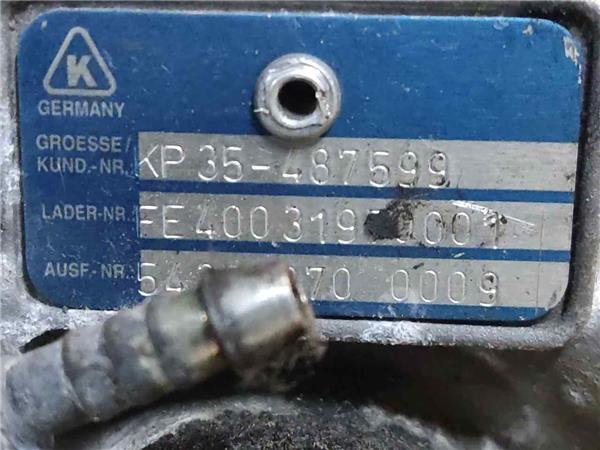 K
GERMANY
GROESSE/
KUND.-NR. KP 35-487599
LADER-NR.
AUSF.-NR. 0009